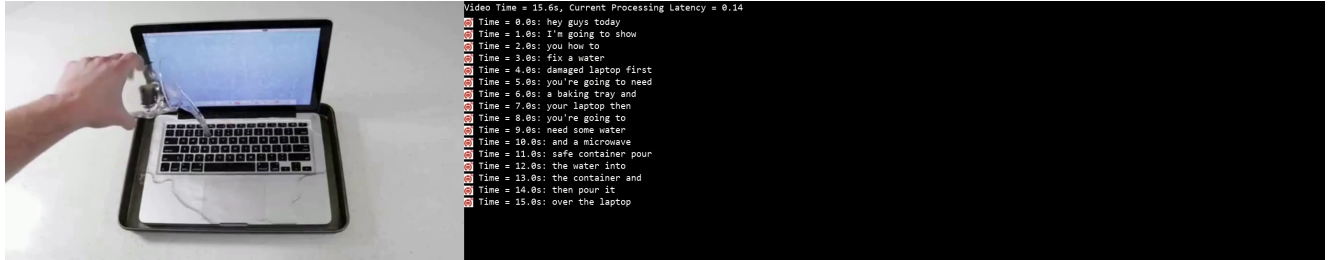 Video Time = 15.6s, Current Processing Latency = 0.14
Time = 0.0s: hey guys today
Time = 1.0s: I'm going to show
Time = 2.0s: you how to
Time = 3.0s: fix a water
Time = 4.0s: damaged laptop first
Time = 5.0s: you're going to need
Time = 6.0s: a baking tray and
Time = 7.0s: your laptop then
Time = 8.0s: you're going to
Time = 9.0s: need some water
Time = 10.0s: and a microwave
Time = 11.0s: safe container pour
Time = 12.0s: the water into
Time = 13.0s: the container and
Time = 14.0s: then pour it
Time = 15.0s: over the laptop